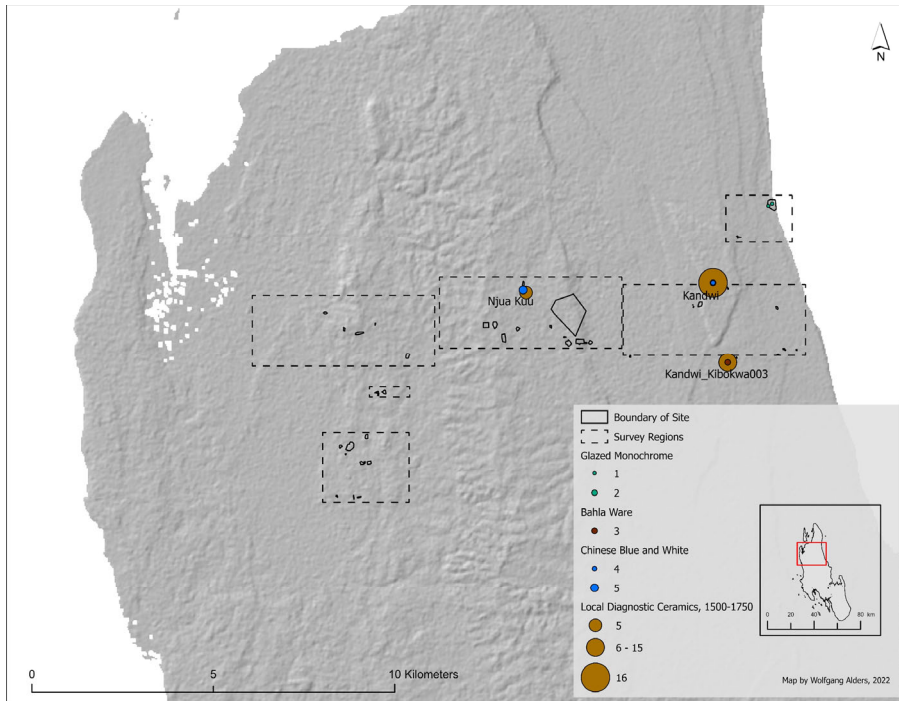 N
Njua Kuu
Kandwi
Kandwi_Kibokwa003
Boundary of Site
Survey Regions
Glazed Monochrome
1
2
Bahla Ware
3
Chinese Blue and White
4
5
Local Diagnostic Ceramics, 1500-1750
5
6 - 15
16
0 20 40 80 km
Map by Wolfgang Alders, 2022
0 5 10 Kilometers